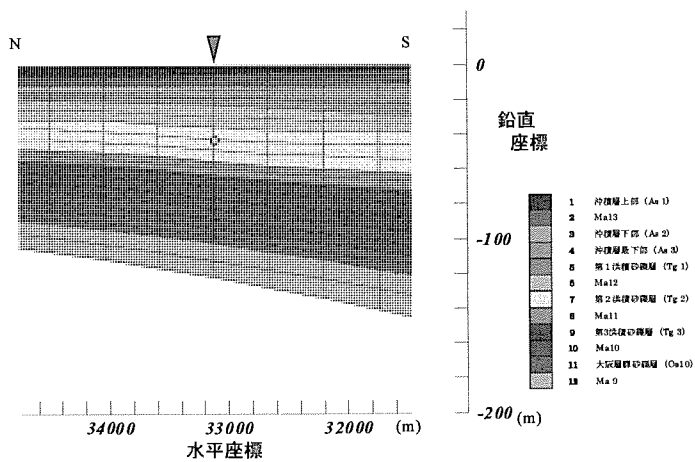 N
S
0
鉛直
座標
-100
-200 (m)
1 沖積層上部 (As 1)
2 Ma13
3 沖積層下部 (As 2)
4 沖積層最下部 (As 3)
5 第1洪積砂礫層 (Tg 1)
6 Ma12
7 第2洪積砂礫層 (Tg 2)
8 Ma11
9 第3洪積砂礫層 (Tg 3)
10 Ma10
11 大阪層群砂礫層 (Os10)
12 Ma 9
34000 33000 32000 (m)
水平座標